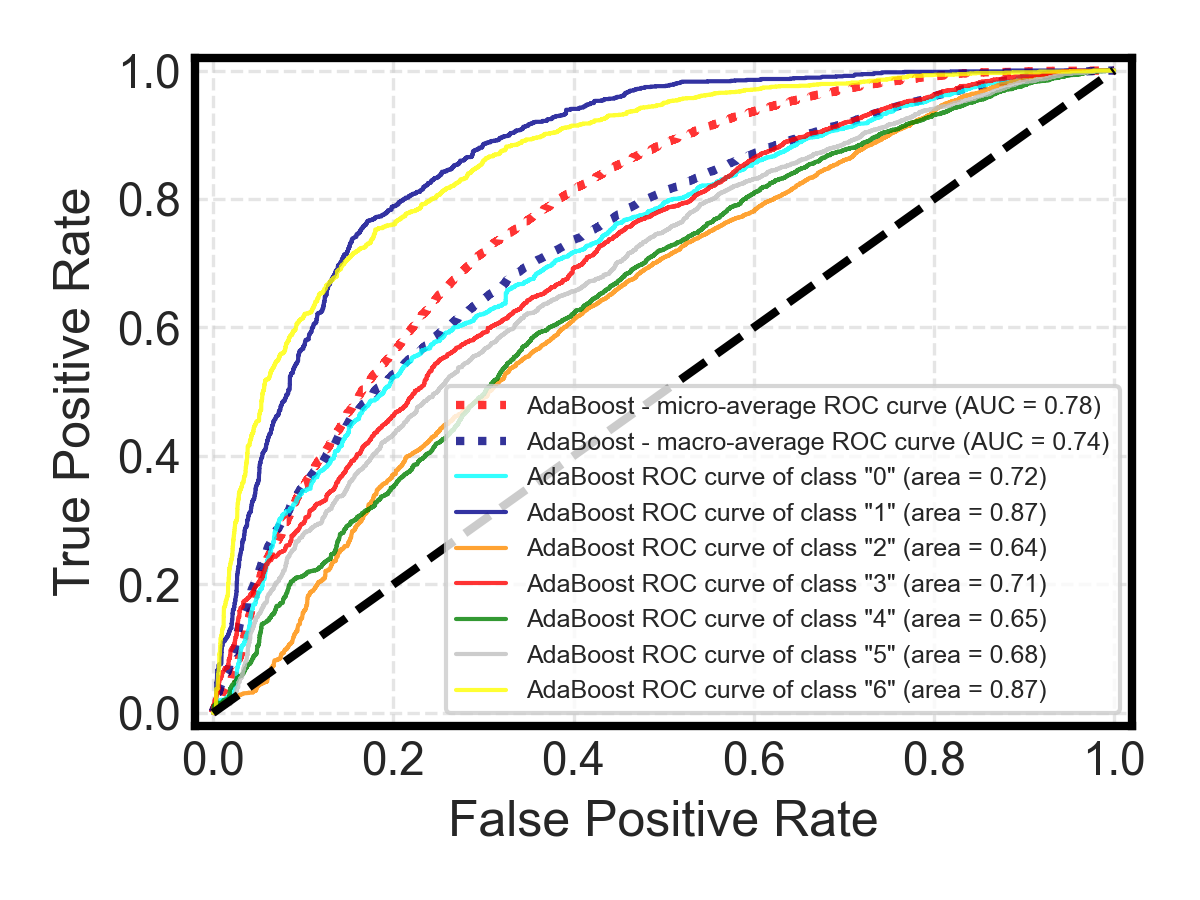 True Positive Rate
1.0
0.8
0.6
0.4
0.2
0.0
AdaBoost - micro-average ROC curve (AUC = 0.78)
AdaBoost - macro-average ROC curve (AUC = 0.74)
AdaBoost ROC curve of class "0" (area = 0.72)
AdaBoost ROC curve of class "1" (area = 0.87)
AdaBoost ROC curve of class "2" (area = 0.64)
AdaBoost ROC curve of class "3" (area = 0.71)
AdaBoost ROC curve of class "4" (area = 0.65)
AdaBoost ROC curve of class "5" (area = 0.68)
AdaBoost ROC curve of class "6" (area = 0.87)
0.0 0.2 0.4 0.6 0.8 1.0
False Positive Rate